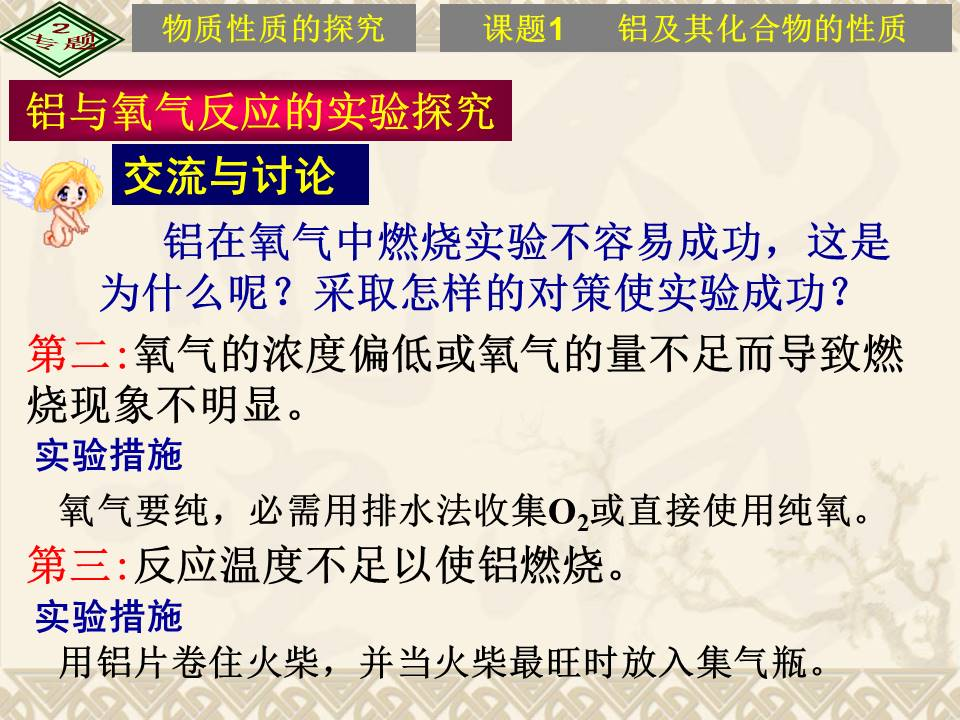 2
专题
物质性质的探究
课题1 铝及其化合物的性质
铝与氧气反应的实验探究
交流与讨论
铝在氧气中燃烧实验不容易成功，这是
为什么呢？采取怎样的对策使实验成功？
第二:氧气的浓度偏低或氧气的量不足而导致燃
烧现象不明显。
实验措施
氧气要纯，必需用排水法收集O₂或直接使用纯氧。
第三:反应温度不足以使铝燃烧。
实验措施
用铝片卷住火柴，并当火柴最旺时放入集气瓶。